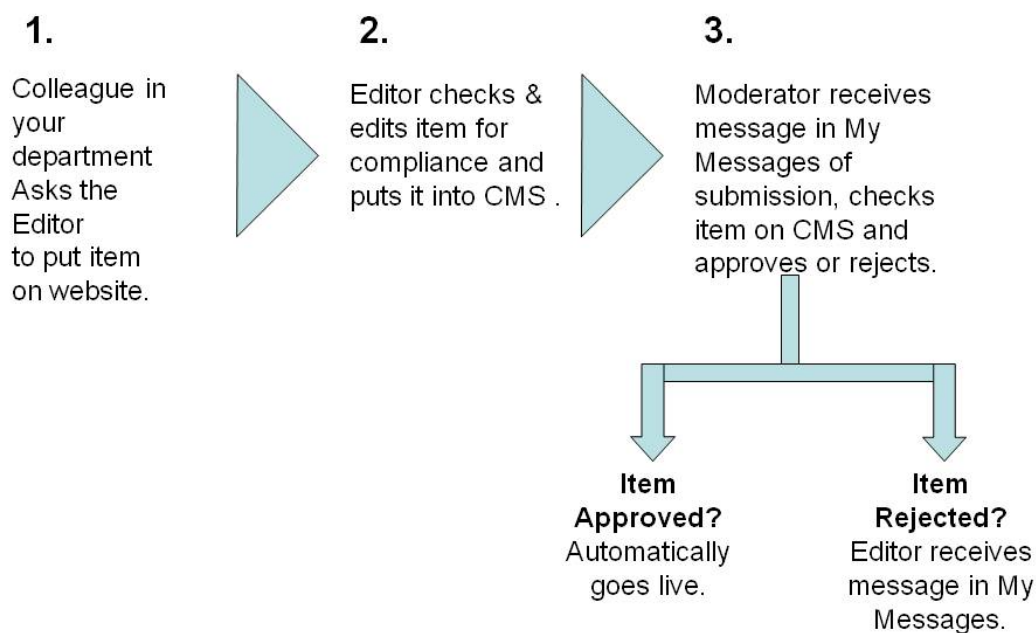 1.
Colleague in
your
department
Asks the
Editor
to put item
on website.
2.
Editor checks &
edits item for
compliance and
puts it into CMS .
3.
Moderator receives
message in My
Messages of
submission, checks
item on CMS and
approves or rejects.
Item
Approved?
Automatically
goes live.
Item
Rejected?
Editor receives
message in My
Messages.